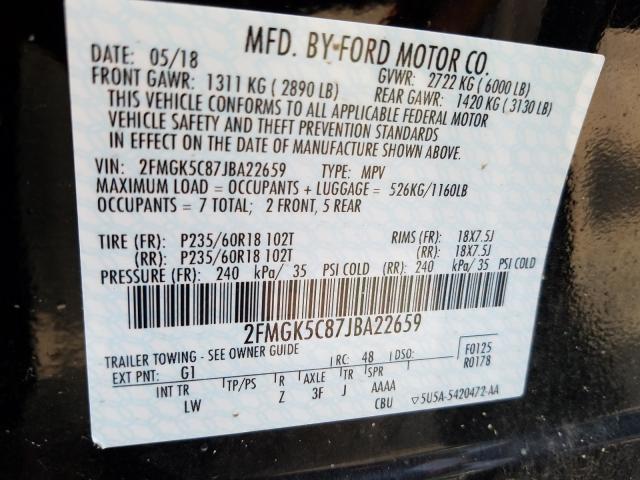 MFD. BY FORD MOTOR CO.
DATE: 05/18 GVWR: 2722 KG ( 6000 LB)
FRONT GAWR: 1311 KG ( 2890 LB) REAR GAWR: 1420 KG ( 3130 LB)
THIS VEHICLE CONFORMS TO ALL APPLICABLE FEDERAL MOTOR
VEHICLE SAFETY AND THEFT PREVENTION STANDARDS
IN EFFECT ON THE DATE OF MANUFACTURE SHOWN ABOVE.
VIN: 2FMGK5C87JBA22659 TYPE: MPV
MAXIMUM LOAD = OCCUPANTS + LUGGAGE = 526KG/1160LB
OCCUPANTS = 7 TOTAL; 2 FRONT, 5 REAR
TIRE (FR): P235/60R18 102T RIMS (FR): 18X7.5J
(RR): P235/60R18 102T (RR): 18X7.5J
PRESSURE (FR): 240 kPa/ 35 PSI COLD (RR): 240 kPa/ 35 PSI COLD
2FMGK5C87JBA22659
TRAILER TOWING - SEE OWNER GUIDE
EXT PNT: G1 RC: 48 DSO: F0125
R0178
INT TR TP/PS R AXLE TR SPR
LW Z 3F J AAAA
CBU 5U5A-5420472-AA